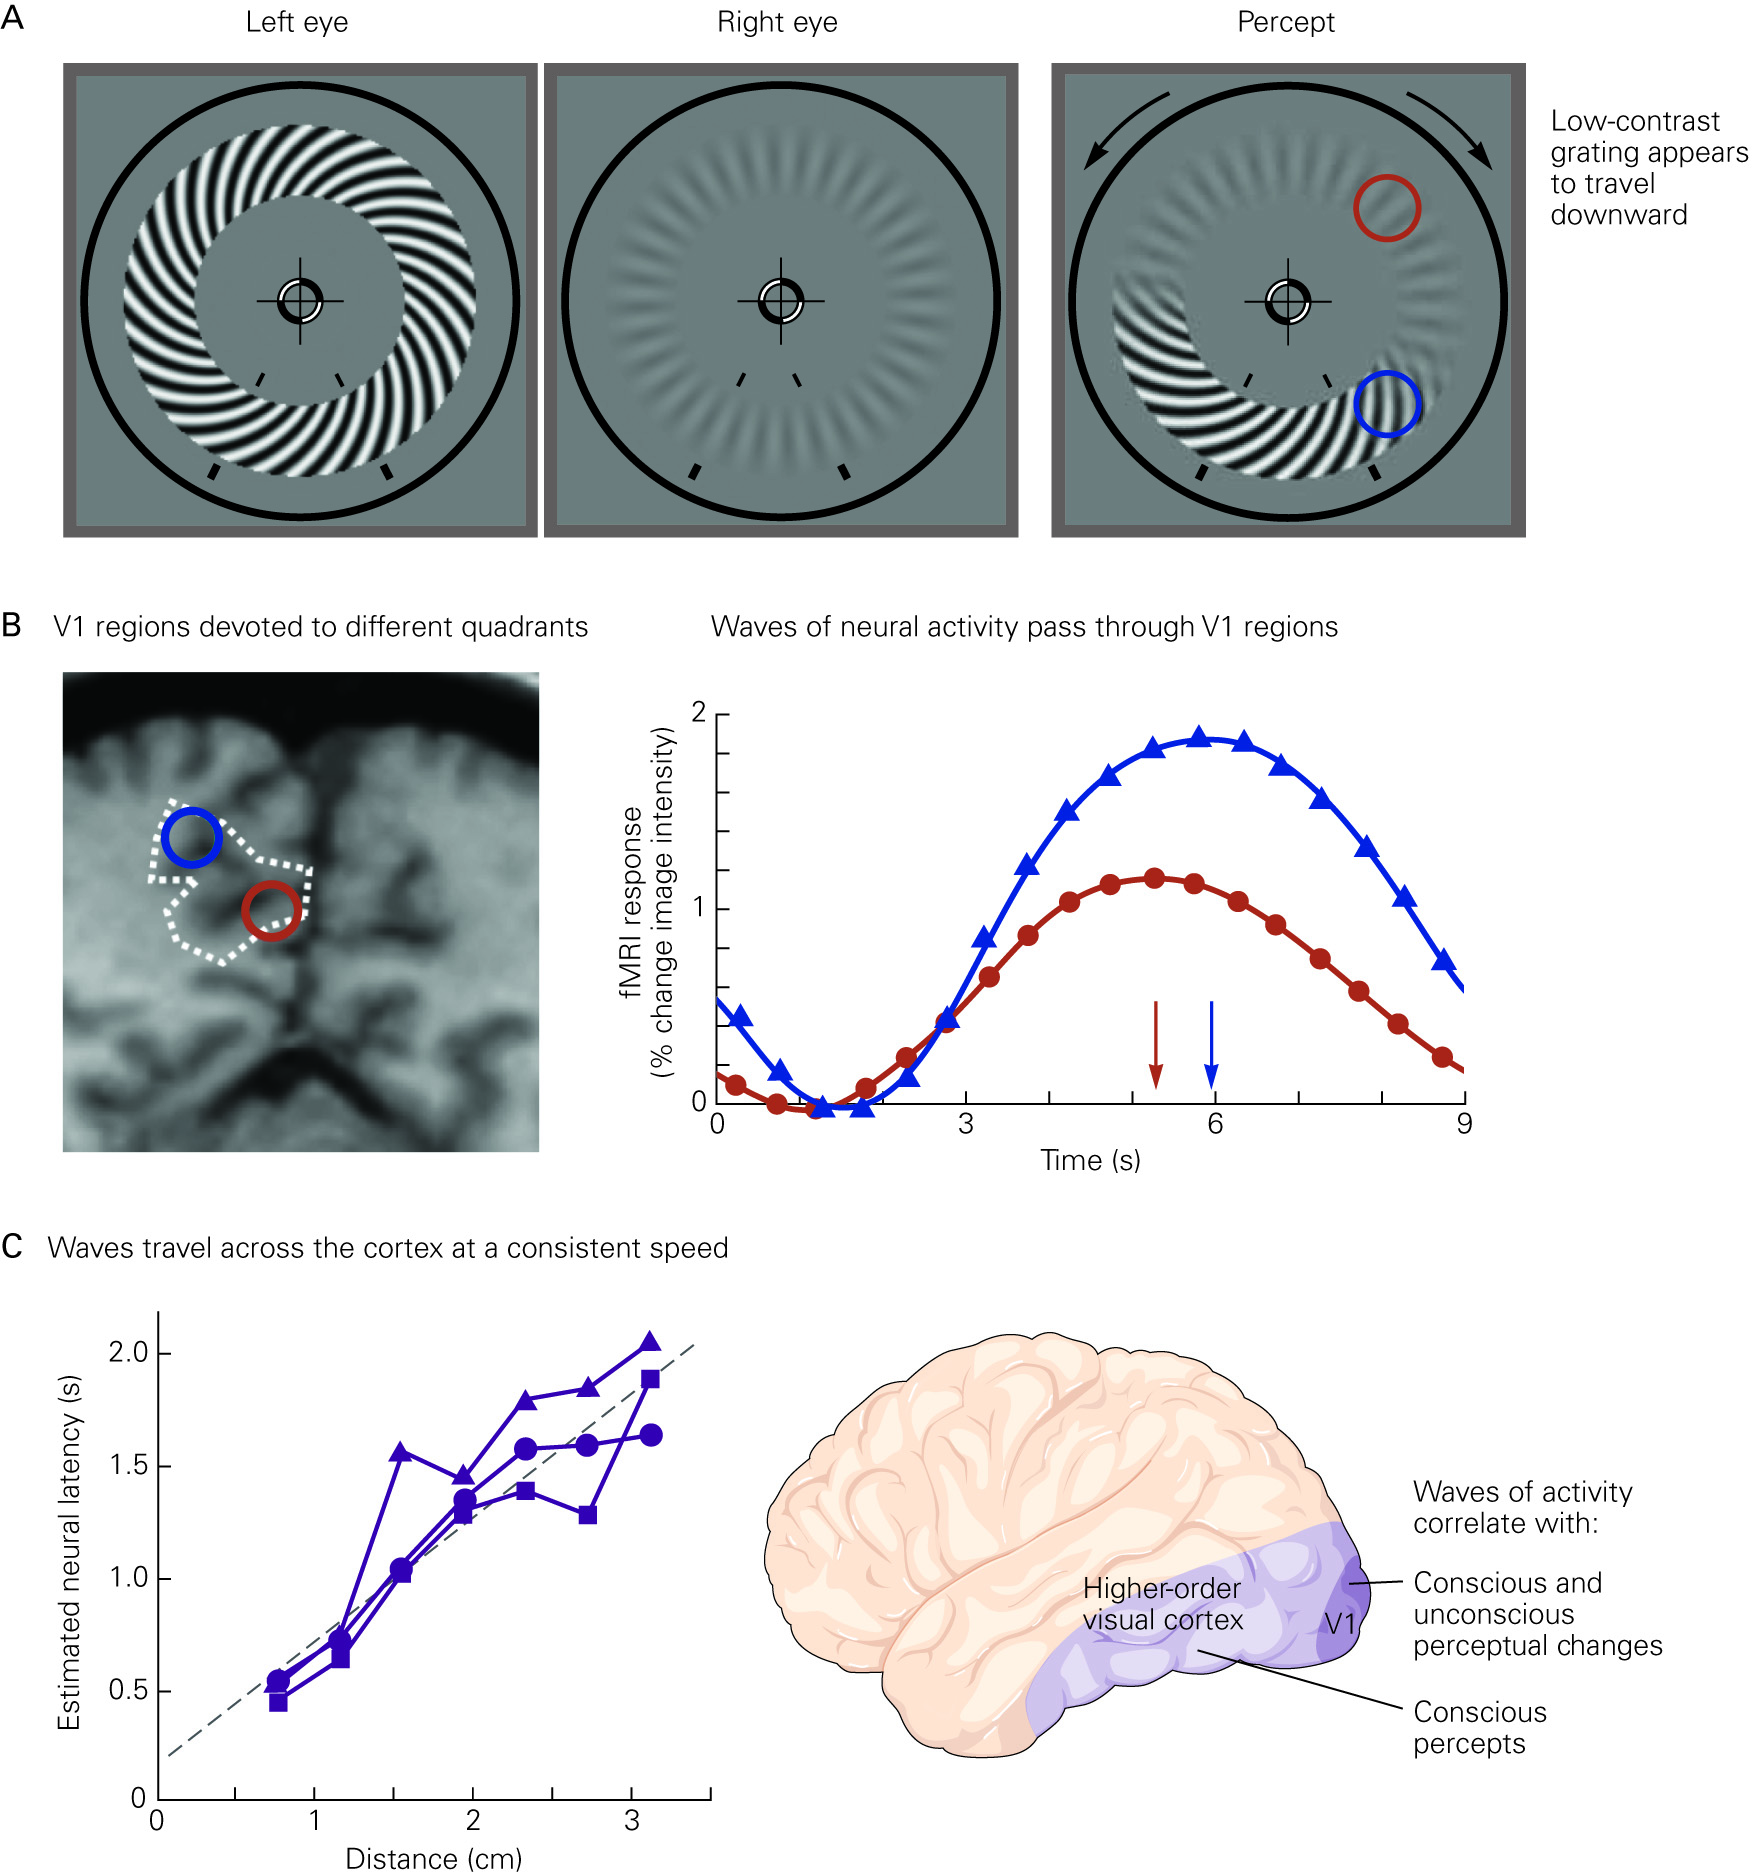 A
Left eye
Right eye
Percept
Low-contrast
grating appears
to travel
downward
B
V1 regions devoted to different quadrants
Waves of neural activity pass through V1 regions
fMRI response
(% change image intensity)
2
1
0
0
3
6
9
Time (s)
C
Waves travel across the cortex at a consistent speed
Estimated neural latency (s)
2.0
1.5
1.0
0.5
0
0
1
2
3
Distance (cm)
Higher-order
visual cortex
V1
Waves of activity
correlate with:
Conscious and
unconscious
perceptual changes
Conscious
percepts